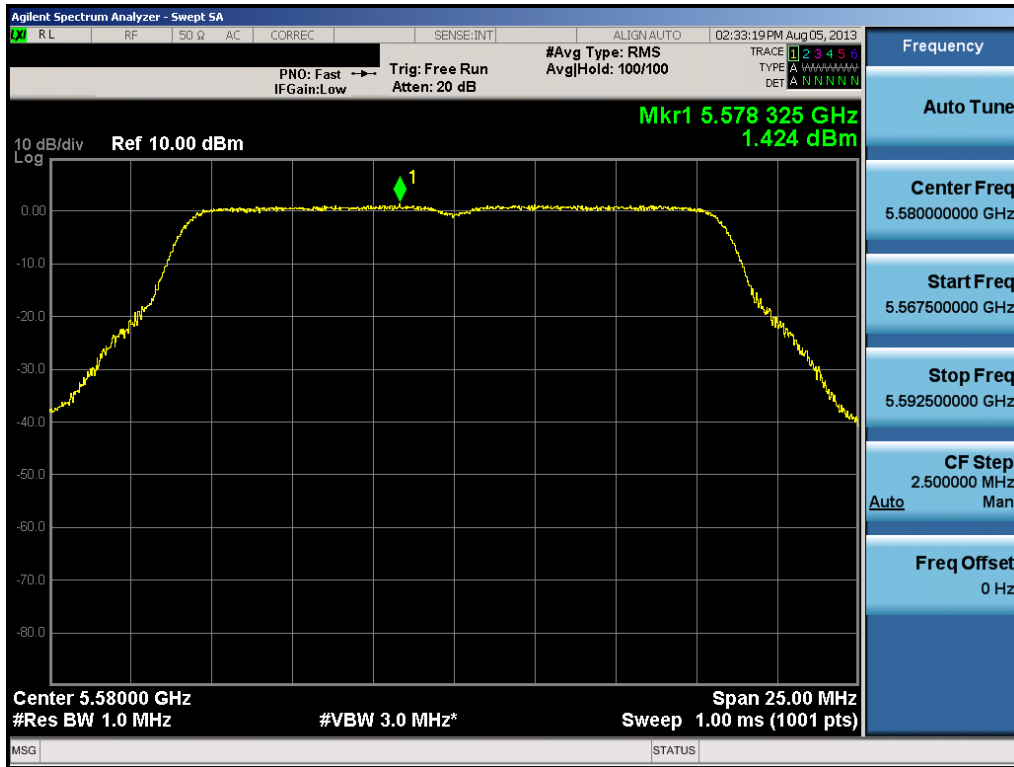 Agilent Spectrum Analyzer - Swept SA
LXI RL RF 50 Ω AC CORREC SENSE:INT ALIGN AUTO 02:33:19 PM Aug 05, 2013
PNO: Fast
IFGain:Low
Trig: Free Run
Atten: 20 dB
#Avg Type: RMS
Avg|Hold: 100/100
TRACE 1 2 3 4 5 6
TYPE A WWWWW
DET A N N N N N
Mkr1 5.578 325 GHz
1.424 dBm
10 dB/div Ref 10.00 dBm
Log
1
0.00
-10.0
-20.0
-30.0
-40.0
-50.0
-60.0
-70.0
-80.0
Center 5.58000 GHz Span 25.00 MHz
#Res BW 1.0 MHz #VBW 3.0 MHz* Sweep 1.00 ms (1001 pts)
MSG STATUS
Frequency
Auto Tune
Center Freq
5.580000000 GHz
Start Freq
5.567500000 GHz
Stop Freq
5.592500000 GHz
CF Step
2.500000 MHz
Auto Man
Freq Offset
0 Hz